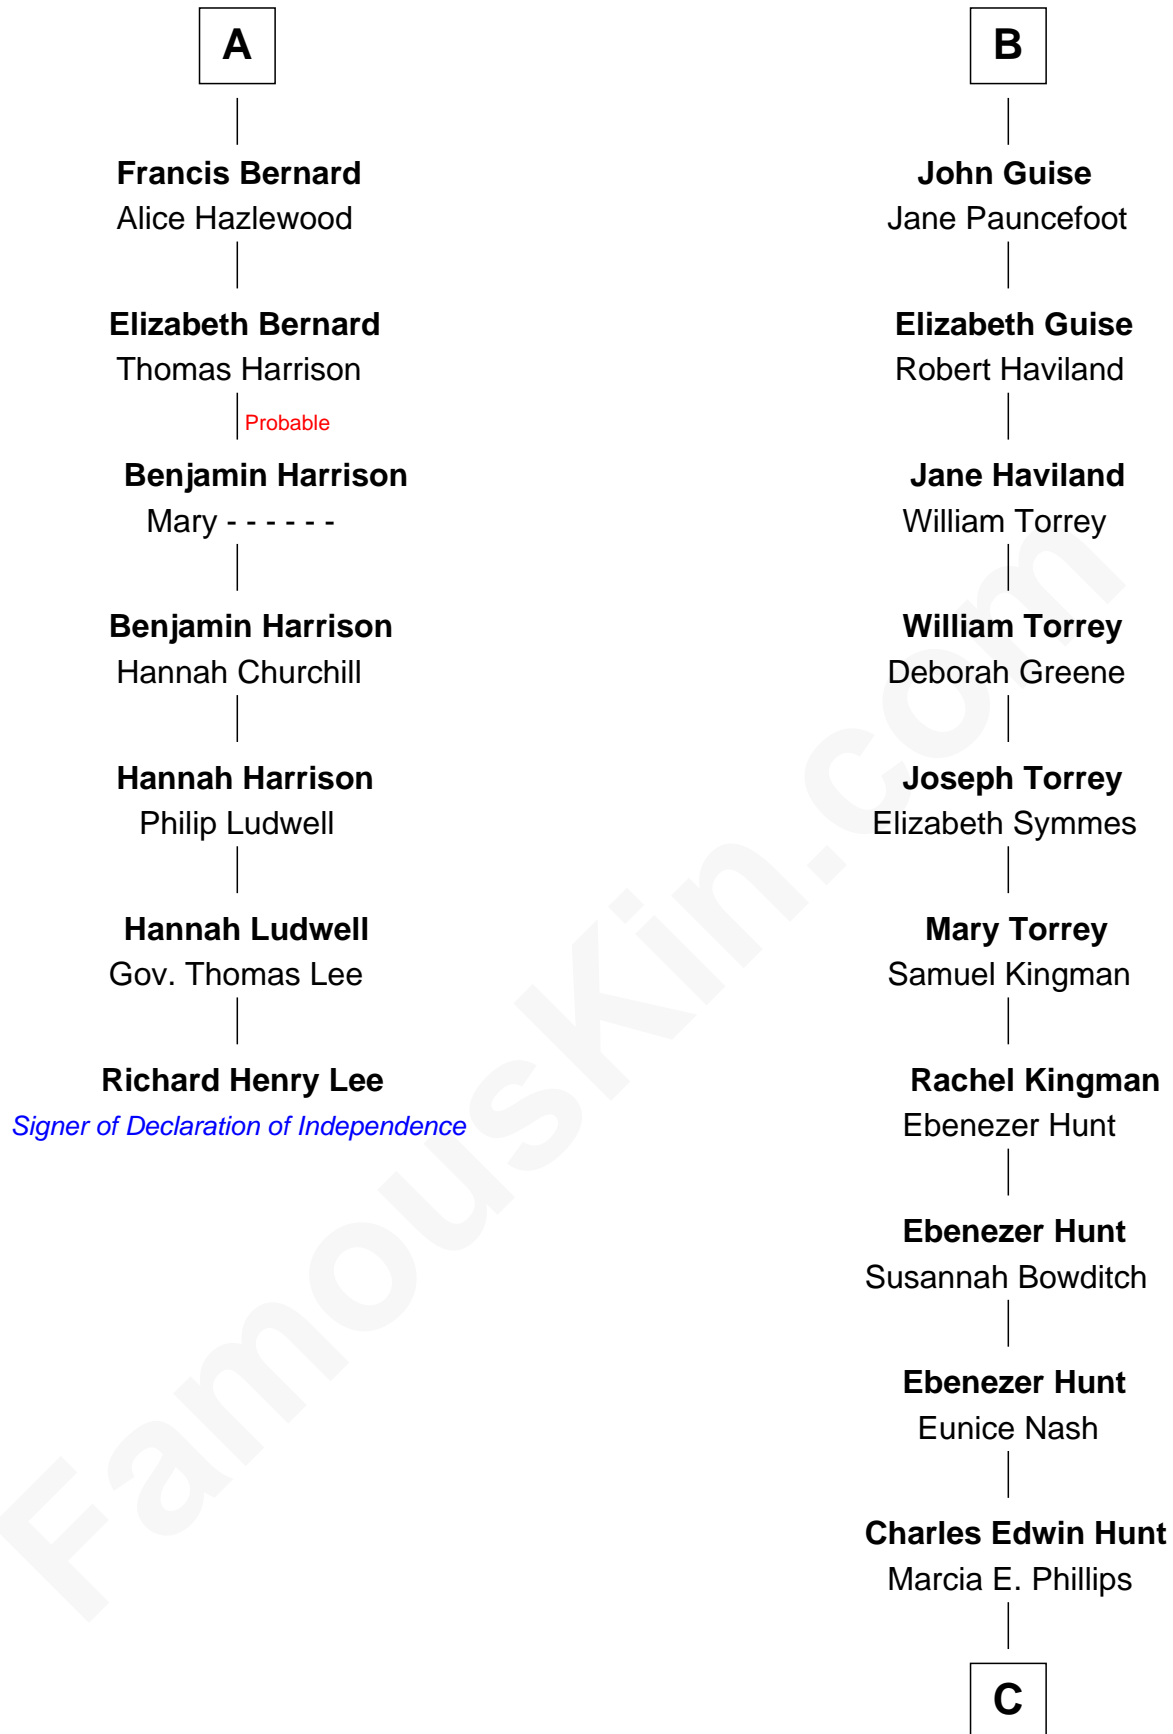 A
Francis Bernard
Alice Hazlewood
Elizabeth Bernard
Thomas Harrison
Probable
Benjamin Harrison
Mary - - - - - -
Benjamin Harrison
Hannah Churchill
Hannah Harrison
Philip Ludwell
Hannah Ludwell
Gov. Thomas Lee
Richard Henry Lee
Signer of Declaration of Independence
B
John Guise
Jane Pauncefoot
Elizabeth Guise
Robert Haviland
Jane Haviland
William Torrey
William Torrey
Deborah Greene
Joseph Torrey
Elizabeth Symmes
Mary Torrey
Samuel Kingman
Rachel Kingman
Ebenezer Hunt
Ebenezer Hunt
Susannah Bowditch
Ebenezer Hunt
Eunice Nash
Charles Edwin Hunt
Marcia E. Phillips
C
FamousKin.com